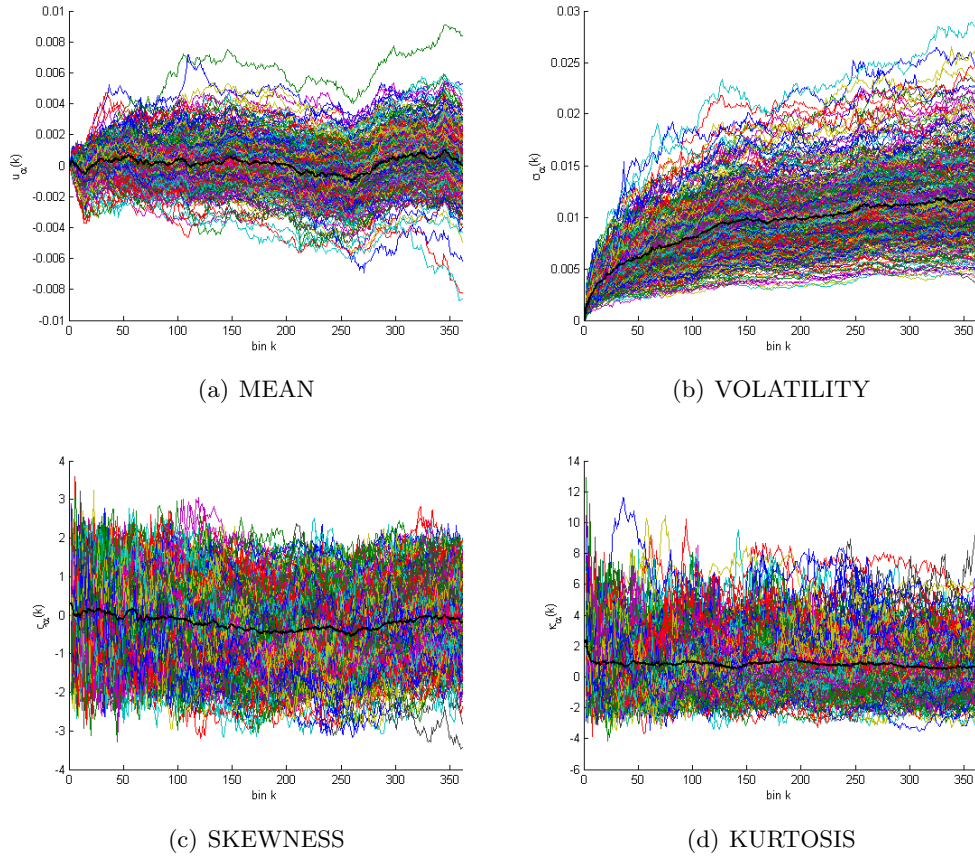 0.01
0.008
0.006
0.004
0.002
0
-0.002
-0.004
-0.006
-0.008
-0.01
u_α(k)
0 50 100 150 200 250 300 350
bin k
(a) MEAN
0.03
0.025
0.02
0.015
0.01
0.005
0
σ_α(k)
0 50 100 150 200 250 300 350
bin k
(b) VOLATILITY
4
3
2
1
0
-1
-2
-3
-4
ς_α(k)
0 50 100 150 200 250 300 350
bin k
(c) SKEWNESS
14
12
10
8
6
4
2
0
-2
-4
-6
κ_α(k)
0 50 100 150 200 250 300 350
bin k
(d) KURTOSIS